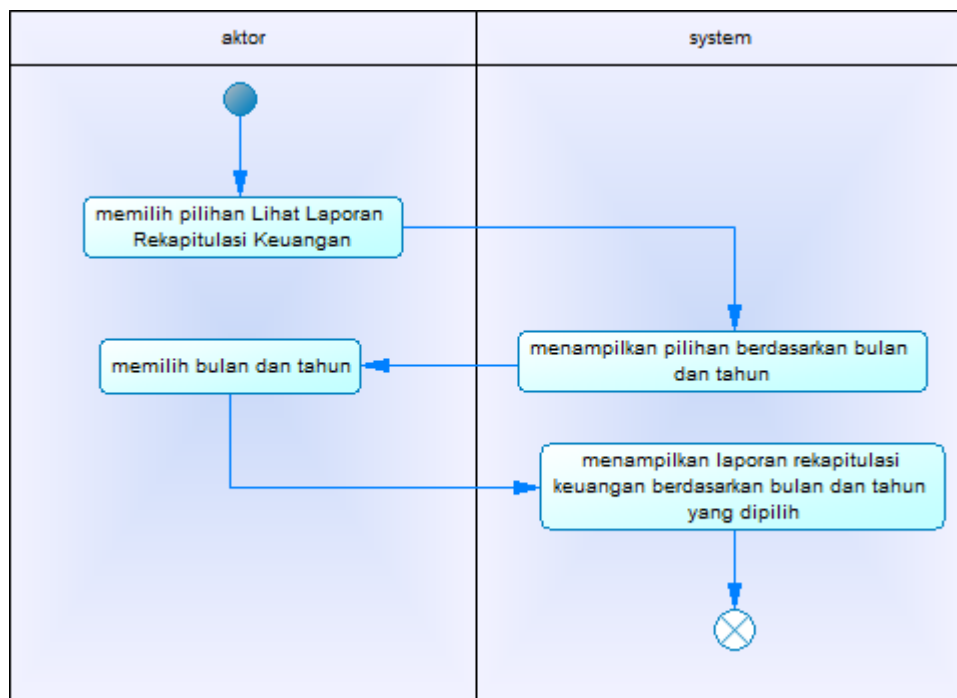 aktor
system
memilih pilihan Lihat Laporan
Rekapitulasi Keuangan
menampilkan pilihan berdasarkan bulan
dan tahun
memilih bulan dan tahun
menampilkan laporan rekapitulasi
keuangan berdasarkan bulan dan tahun
yang dipilih